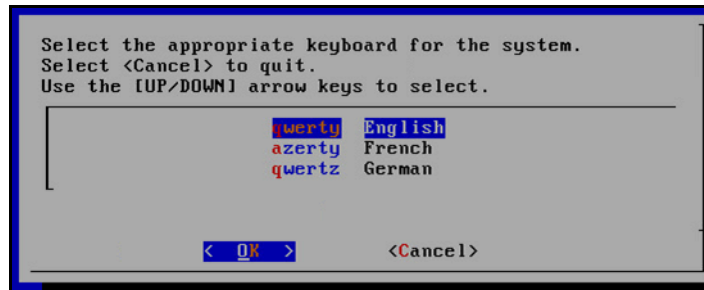 Select the appropriate keyboard for the system.
Select <Cancel> to quit.
Use the [UP/DOWN] arrow keys to select.
qwerty English
azerty French
qwertz German
< OK > <Cancel>